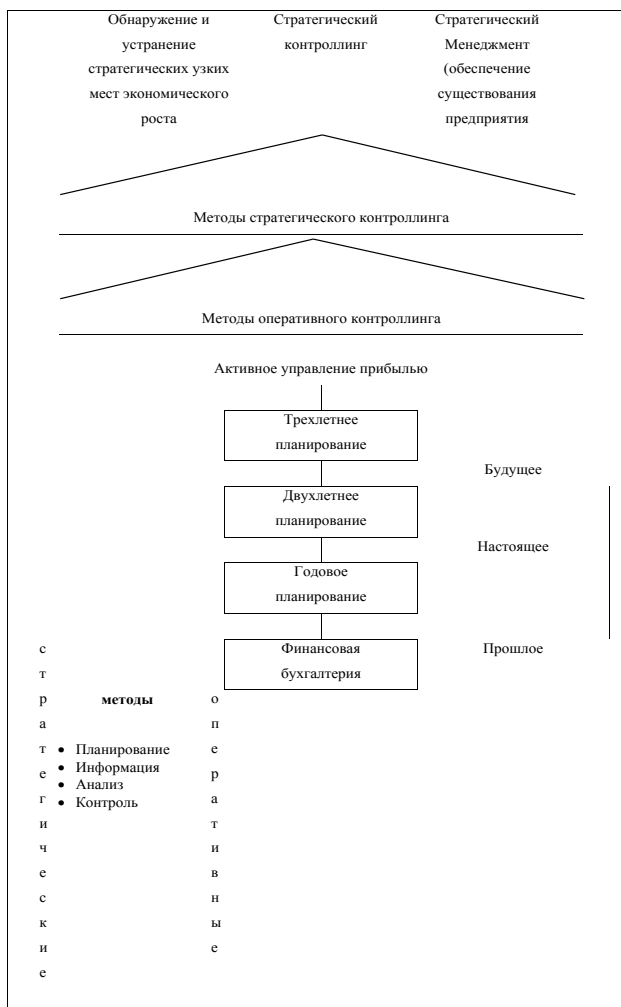 Обнаружение и
устранение
стратегических узких
мест экономического
роста
Стратегический
контроллинг
Стратегический
Менеджмент
(обеспечение
существования
предприятия
Методы стратегического контроллинга
Методы оперативного контроллинга
Активное управление прибылью
Трехлетнее
планирование
Будущее
Двухлетнее
планирование
Настоящее
Годовое
планирование
Финансовая
бухгалтерия
Прошлое
стратегические
методы
• Планирование
• Информация
• Анализ
• Контроль
оперативные